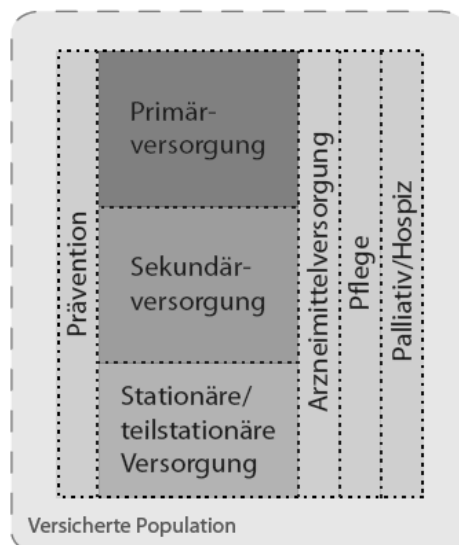 Prävention
Primär-
versorgung
Sekundär-
versorgung
Stationäre/
teilstationäre
Versorgung
Arzneimittelversorgung
Pflege
Palliativ/Hospiz
Versicherte Population